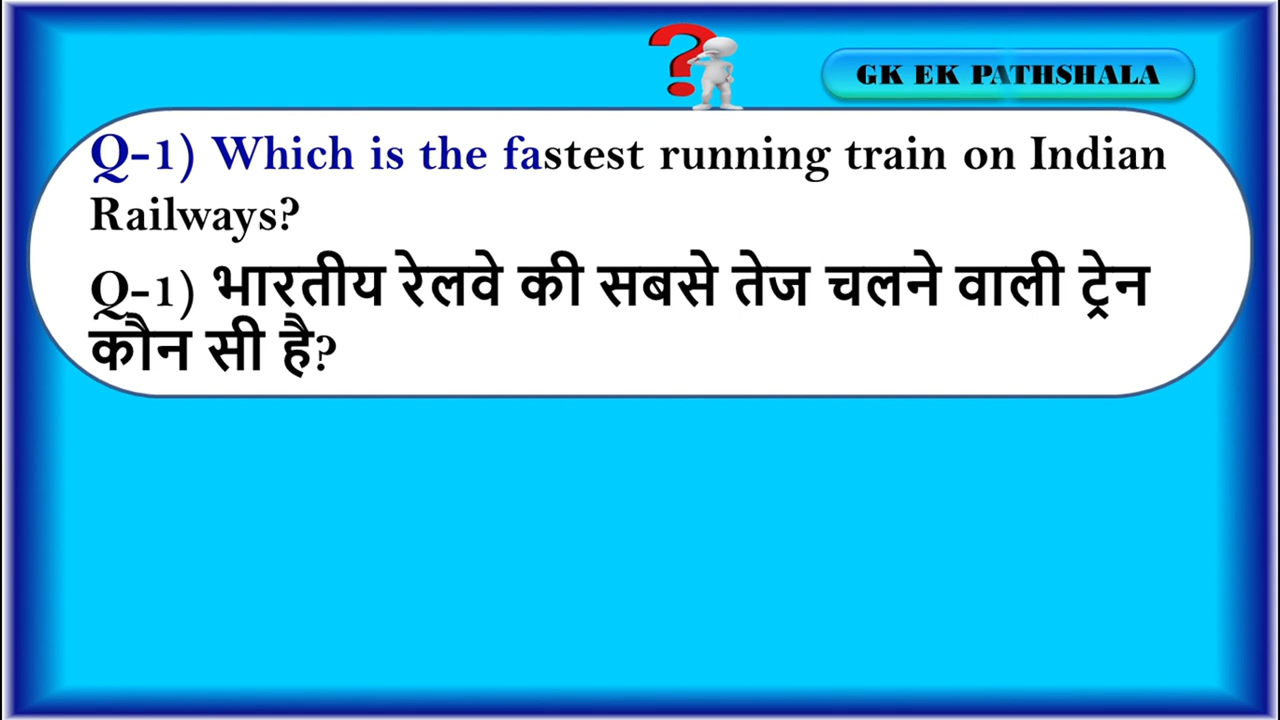 GK EK PATHSHALA
Q-1) Which is the fastest running train on Indian
Railways?
Q-1) भारतीय रेलवे की सबसे तेज चलने वाली ट्रेन
कौन सी है?